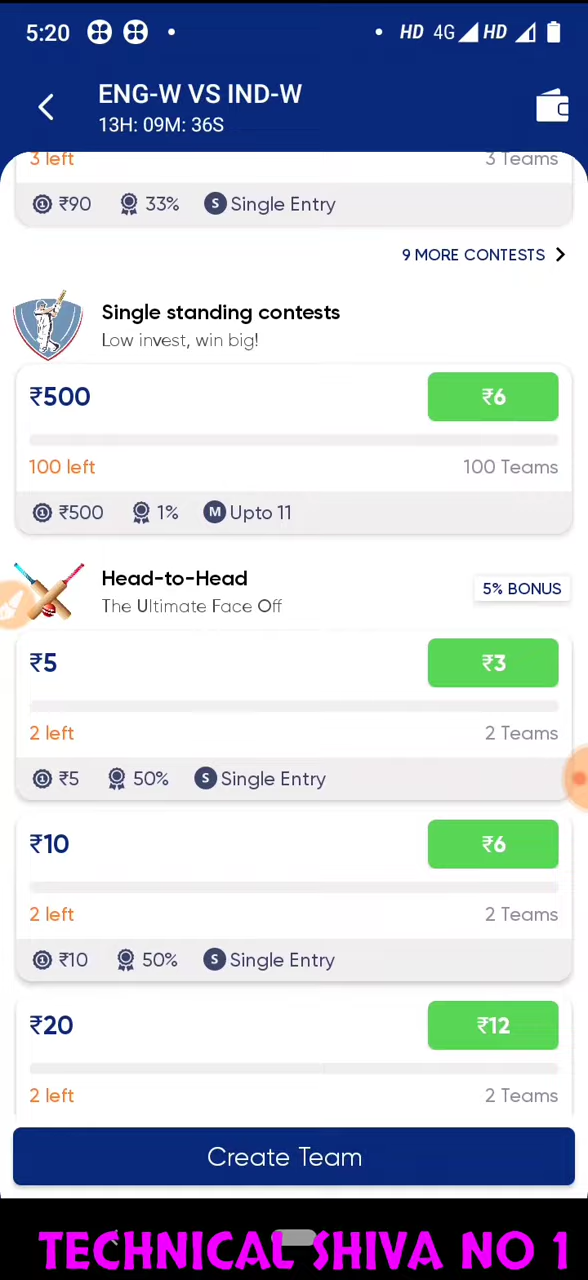 5:20 HD 4G HD
ENG-W VS IND-W
13H: 09M: 36S
3 left 3 Teams
₹90 33% S Single Entry
9 MORE CONTESTS
Single standing contests
Low invest, win big!
₹500 ₹6
100 left 100 Teams
₹500 1% M Upto 11
Head-to-Head 5% BONUS
The Ultimate Face Off
₹5 ₹3
2 left 2 Teams
₹5 50% S Single Entry
₹10 ₹6
2 left 2 Teams
₹10 50% S Single Entry
₹20 ₹12
2 left 2 Teams
Create Team
TECHNICAL SHIVA NO 1